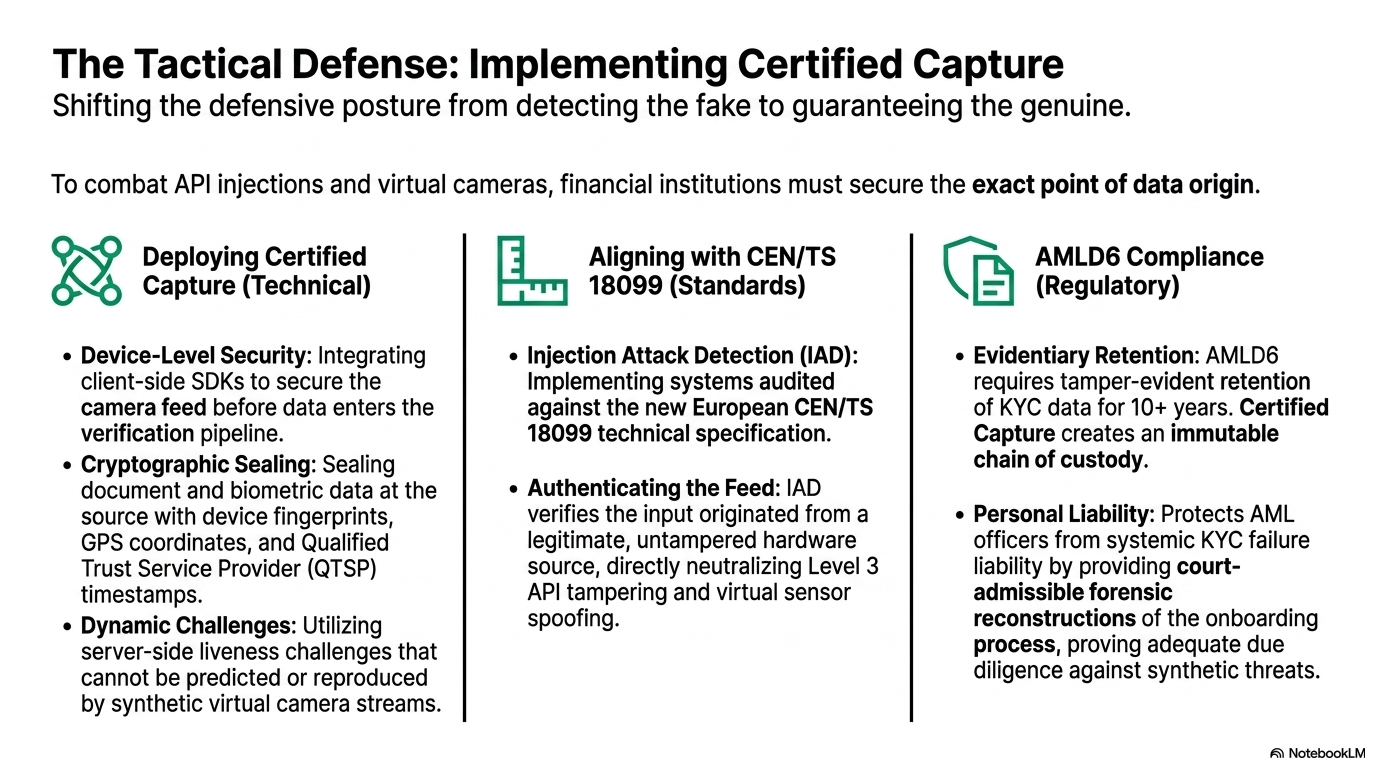 The Tactical Defense: Implementing Certified Capture
Shifting the defensive posture from detecting the fake to guaranteeing the genuine.
To combat API injections and virtual cameras, financial institutions must secure the exact point of data origin.
Deploying Certified
Capture (Technical)
• Device-Level Security: Integrating
client-side SDKs to secure the
camera feed before data enters the
verification pipeline.
• Cryptographic Sealing: Sealing
document and biometric data at the
source with device fingerprints,
GPS coordinates, and Qualified
Trust Service Provider (QTSP)
timestamps.
• Dynamic Challenges: Utilizing
server-side liveness challenges that
cannot be predicted or reproduced
by synthetic virtual camera streams.
Aligning with CEN/TS
18099 (Standards)
• Injection Attack Detection (IAD):
Implementing systems audited
against the new European CEN/TS
18099 technical specification.
• Authenticating the Feed: IAD
verifies the input originated from a
legitimate, untampered hardware
source, directly neutralizing Level 3
API tampering and virtual sensor
spoofing.
AMLD6 Compliance
(Regulatory)
• Evidentiary Retention: AMLD6
requires tamper-evident retention
of KYC data for 10+ years. Certified
Capture creates an immutable
chain of custody.
• Personal Liability: Protects AML
officers from systemic KYC failure
liability by providing court-
admissible forensic
reconstructions of the onboarding
process, proving adequate due
diligence against synthetic threats.
NotebookLM